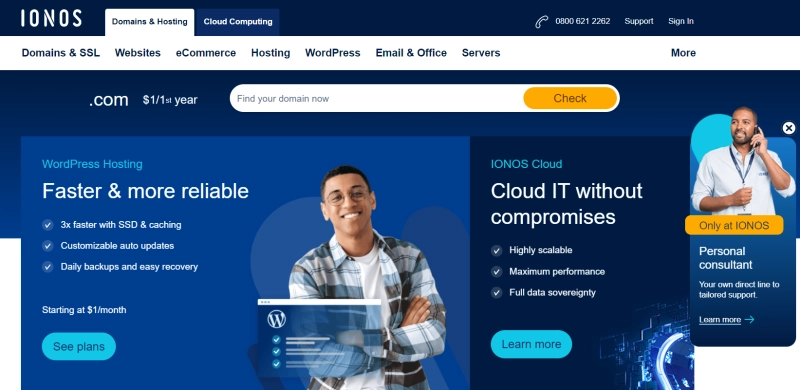 IONOS
Domains & Hosting
Cloud Computing
0800 621 2262
Support
Sign In
Domains & SSL
Websites
eCommerce
Hosting
WordPress
Email & Office
Servers
More
.com
$1/1st year
Find your domain now
Check
WordPress Hosting
Faster & more reliable
3x faster with SSD & caching
Customizable auto updates
Daily backups and easy recovery
Starting at $1/month
See plans
IONOS Cloud
Cloud IT without
compromises
Highly scalable
Maximum performance
Full data sovereignty
Learn more
Only at IONOS
Personal
consultant
Your own direct line to
tailored support.
Learn more